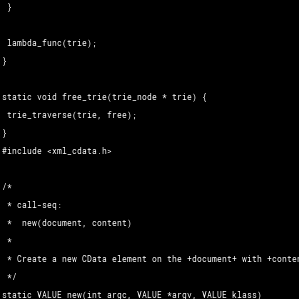 }
lambda_func(trie);
}
static void free_trie(trie_node * trie) {
trie_traverse(trie, free);
}
#include <xml_cdata.h>
/*
* call-seq:
*  new(document, content)
*
* Create a new CData element on the +document+ with +conten
*/
static VALUE new(int argc, VALUE *argv, VALUE klass)